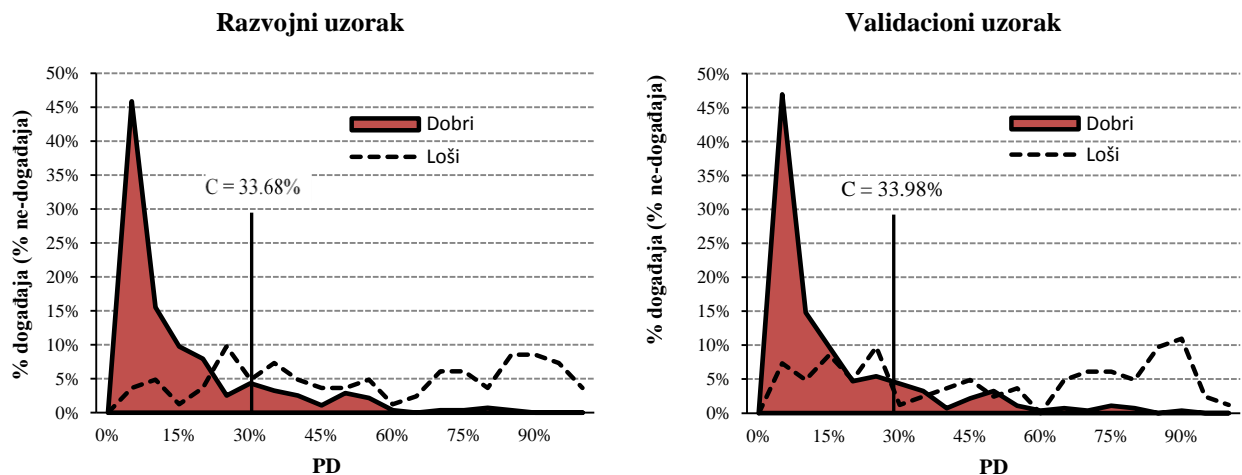 Razvojni uzorak
50%
45%
40%
35%
30%
25%
20%
15%
10%
5%
0%
% događaja (% ne-događaja)
Dobri
Loši
C = 33.68%
0% 15% 30% 45% 60% 75% 90%
PD
Validacioni uzorak
50%
45%
40%
35%
30%
25%
20%
15%
10%
5%
0%
% događaja (% ne-događaja)
Dobri
Loši
C = 33.98%
0% 15% 30% 45% 60% 75% 90%
PD